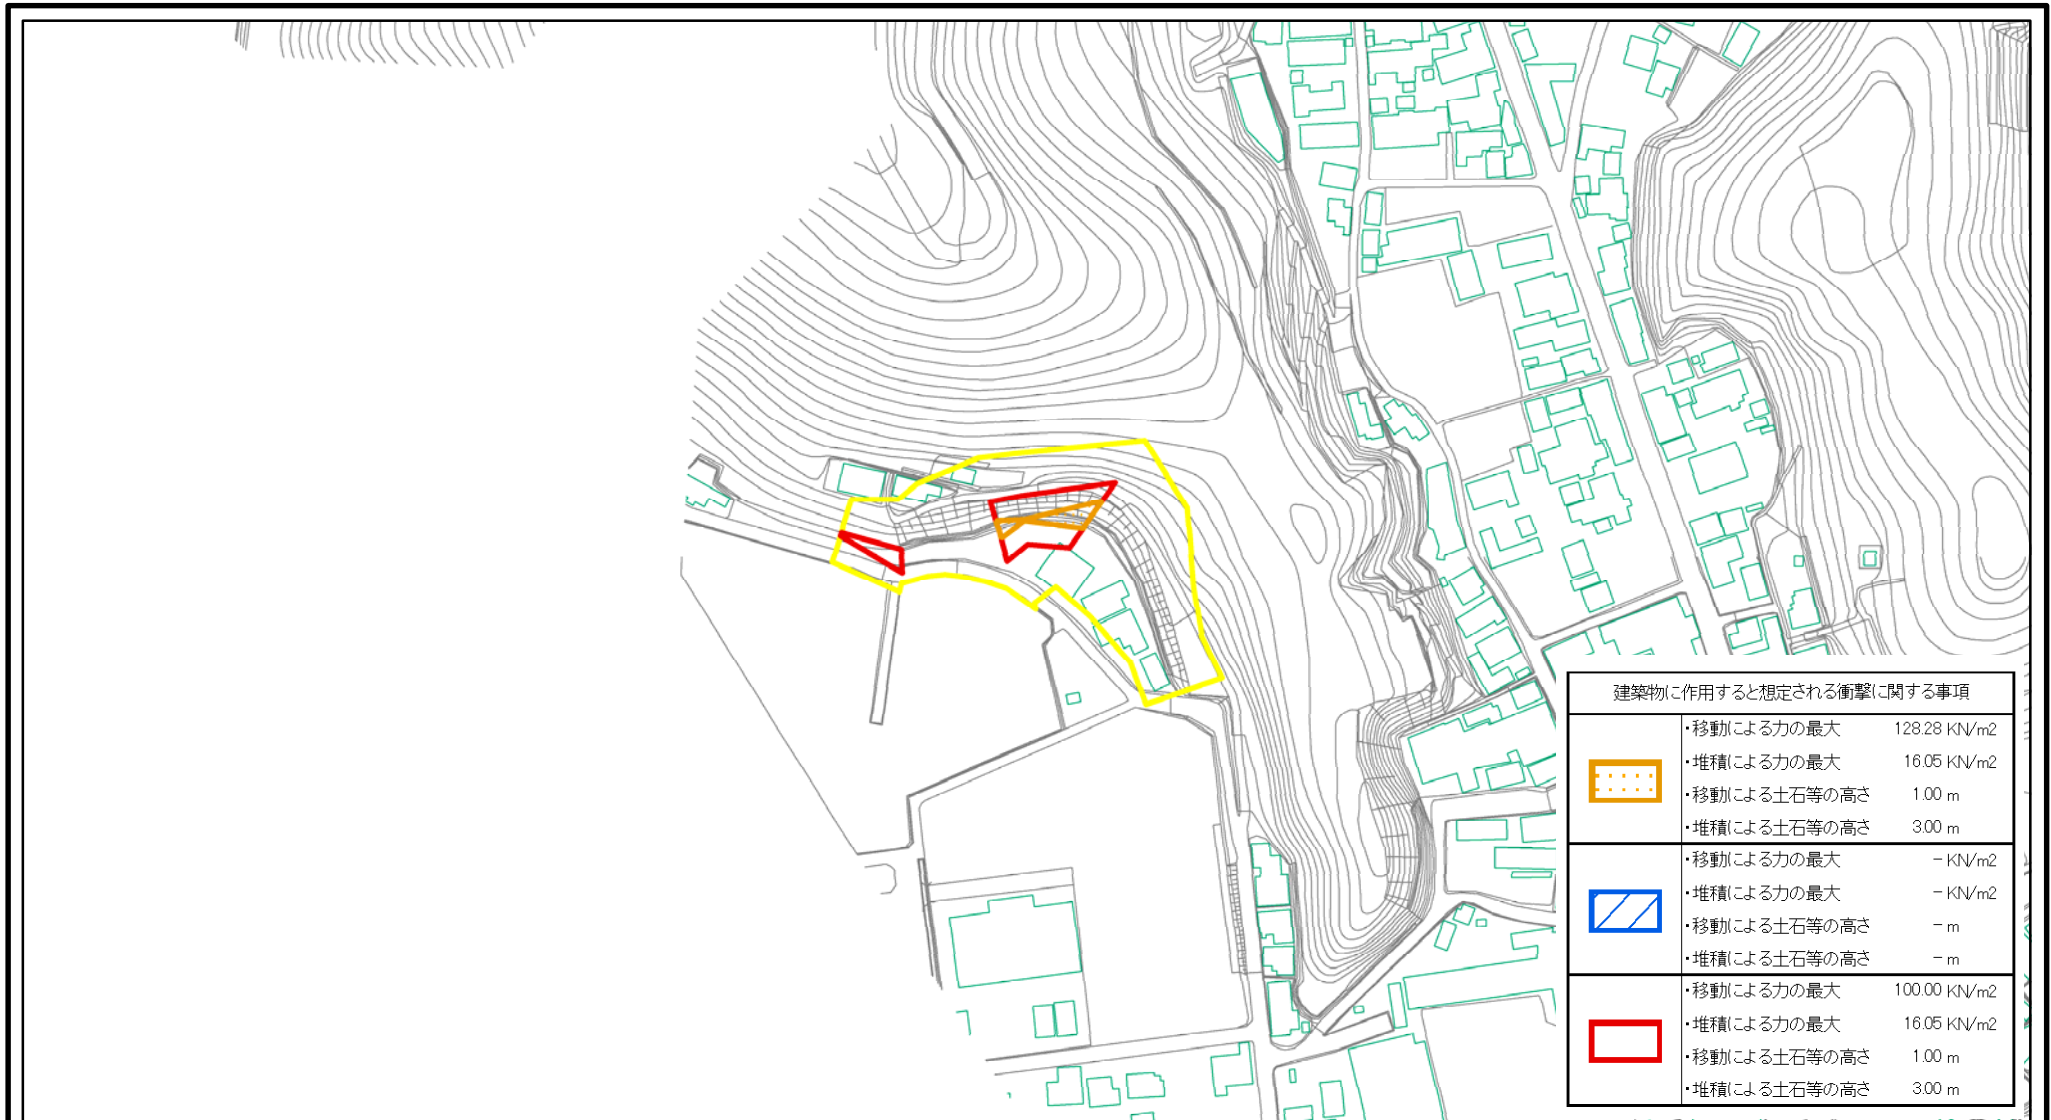 建築物に作用すると想定される衝撃に関する事項
・移動による力の最大 128.28 KN/m2
・堆積による力の最大 16.05 KN/m2
・移動による土石等の高さ 1.00 m
・堆積による土石等の高さ 3.00 m
・移動による力の最大 - KN/m2
・堆積による力の最大 - KN/m2
・移動による土石等の高さ - m
・堆積による土石等の高さ - m
・移動による力の最大 100.00 KN/m2
・堆積による力の最大 16.05 KN/m2
・移動による土石等の高さ 1.00 m
・堆積による土石等の高さ 3.00 m